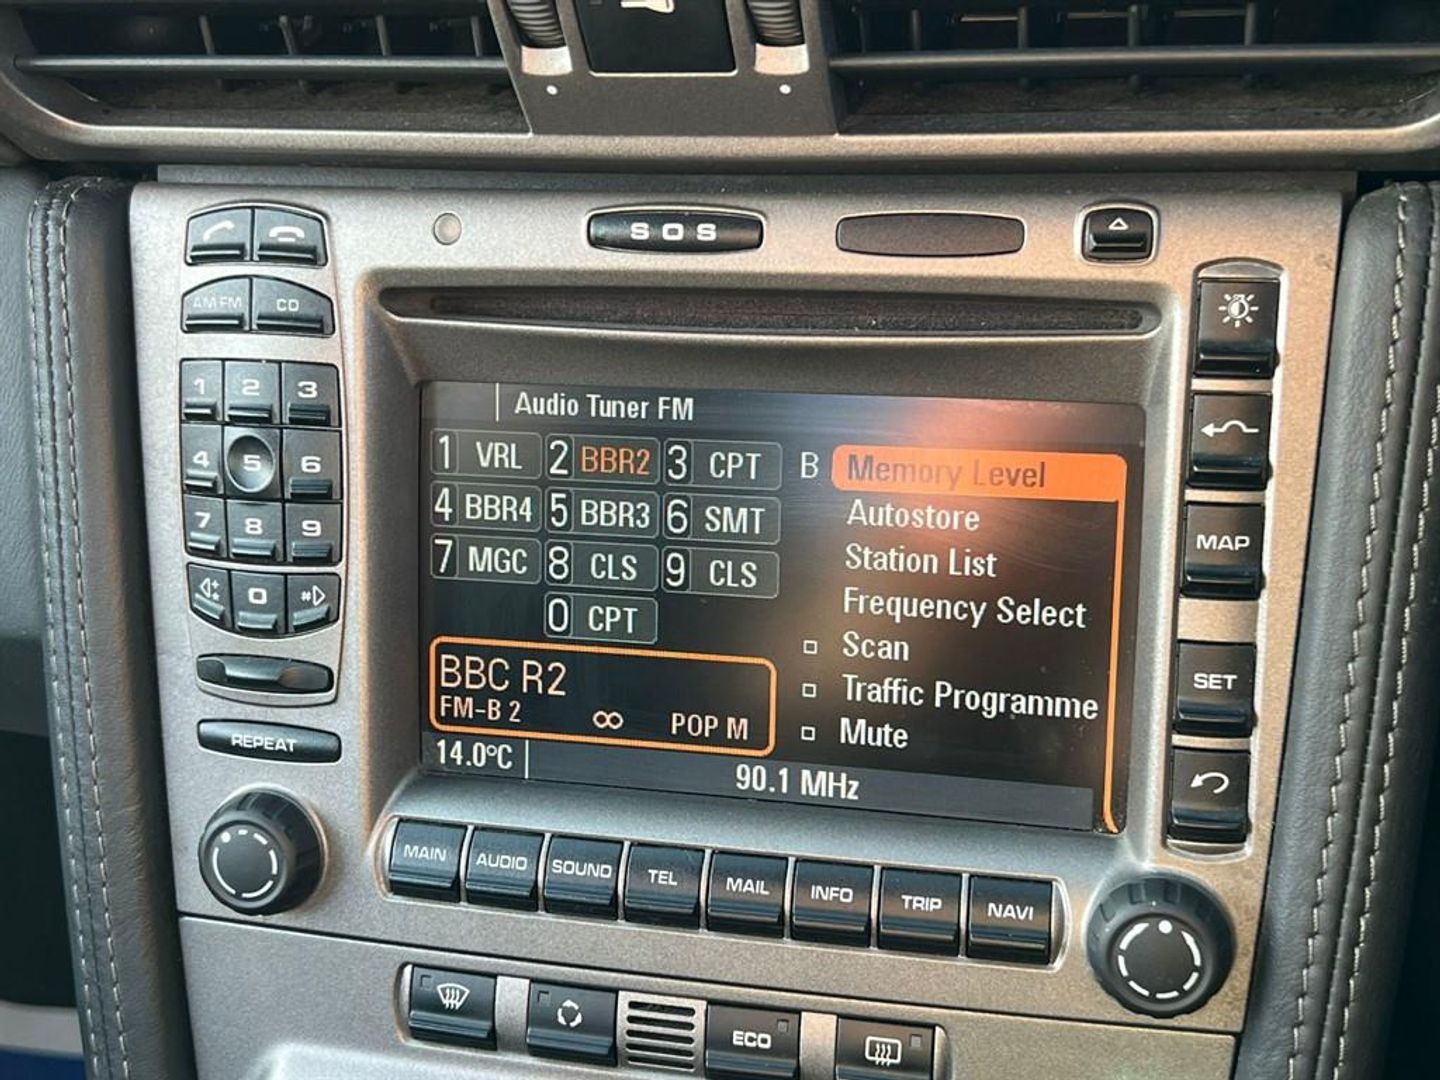 SOS
AM FM CD
1 2 3
4 5 6
7 8 9
* 0 #
REPEAT
MAP
SET
Audio Tuner FM
1 VRL 2 BBR2 3 CPT B
4 BBR4 5 BBR3 6 SMT
7 MGC 8 CLS 9 CLS
0 CPT
Memory Level
Autostore
Station List
Frequency Select
Scan
Traffic Programme
Mute
BBC R2
FM-B 2 ∞ POP M
14.0°C 90.1 MHz
MAIN AUDIO SOUND TEL MAIL INFO TRIP NAVI
ECO